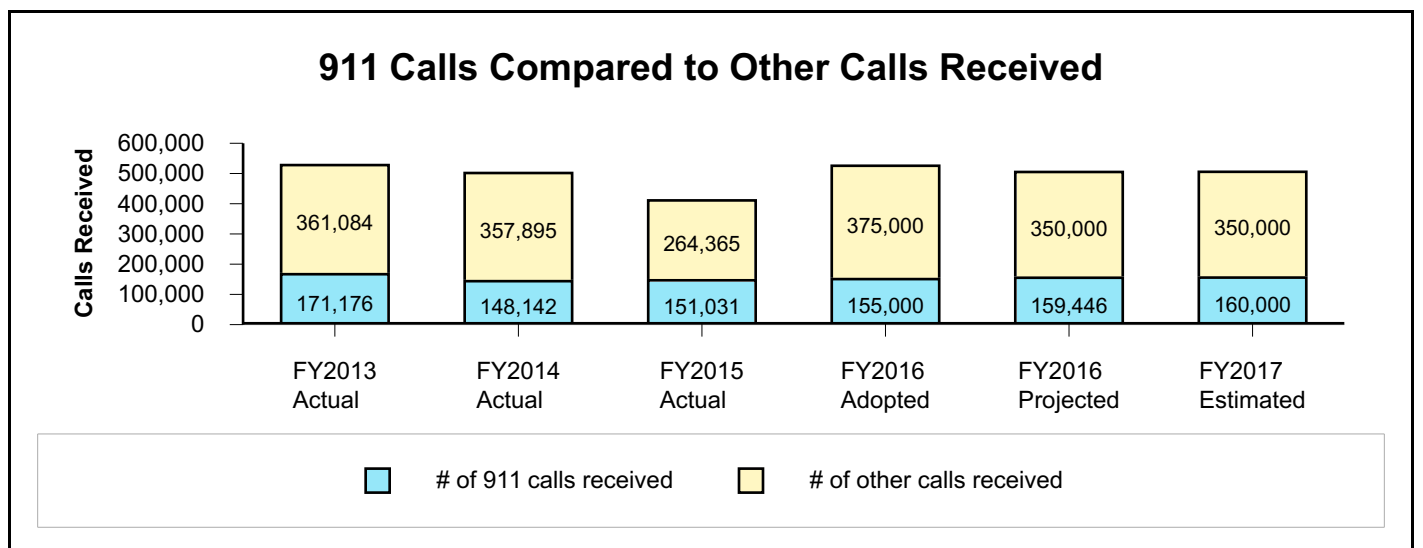 911 Calls Compared to Other Calls Received
Calls Received
600,000
500,000
400,000
300,000
200,000
100,000
0
361,084
357,895
264,365
375,000
350,000
350,000
171,176
148,142
151,031
155,000
159,446
160,000
FY2013
Actual
FY2014
Actual
FY2015
Actual
FY2016
Adopted
FY2016
Projected
FY2017
Estimated
# of 911 calls received
# of other calls received